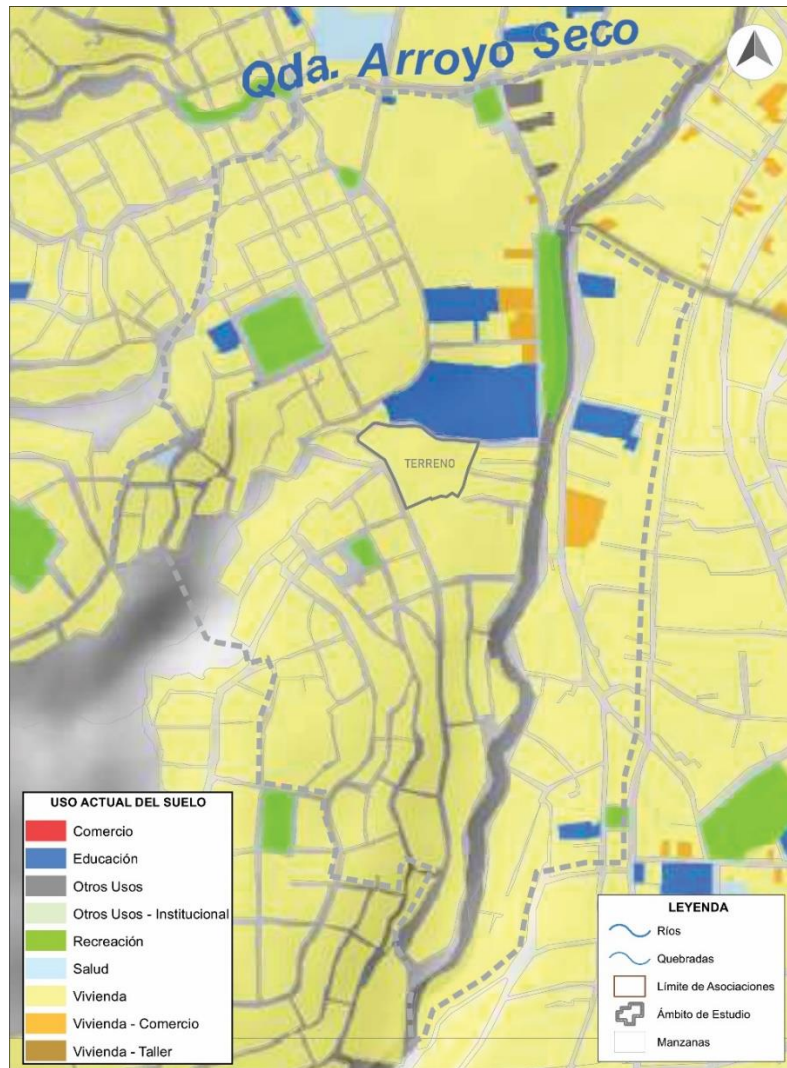 Qda. Arroyo Seco
TERRENO
USO ACTUAL DEL SUELO
Comercio
Educación
Otros Usos
Otros Usos - Institucional
Recreación
Salud
Vivienda
Vivienda - Comercio
Vivienda - Taller
LEYENDA
Ríos
Quebradas
Límite de Asociaciones
Ámbito de Estudio
Manzanas